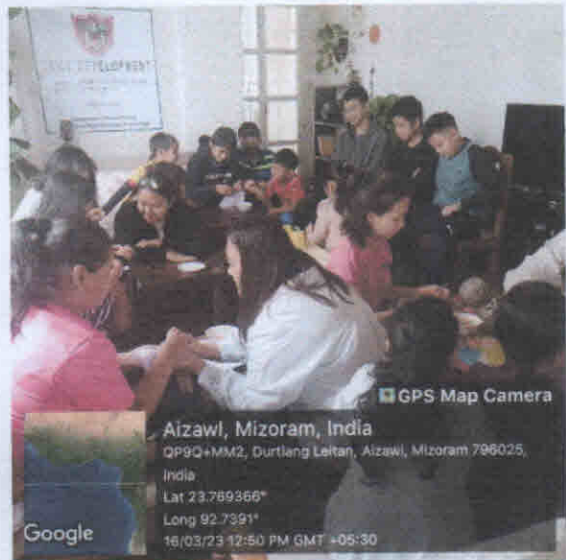 DEVELOPMENT
GPS Map Camera
Aizawl, Mizoram, India
QP9Q+MM2, Durtlang Leitan, Aizawl, Mizoram 796025,
India
Lat 23.769366°
Long 92.7391°
16/03/23 12:50 PM GMT +05:30
Google